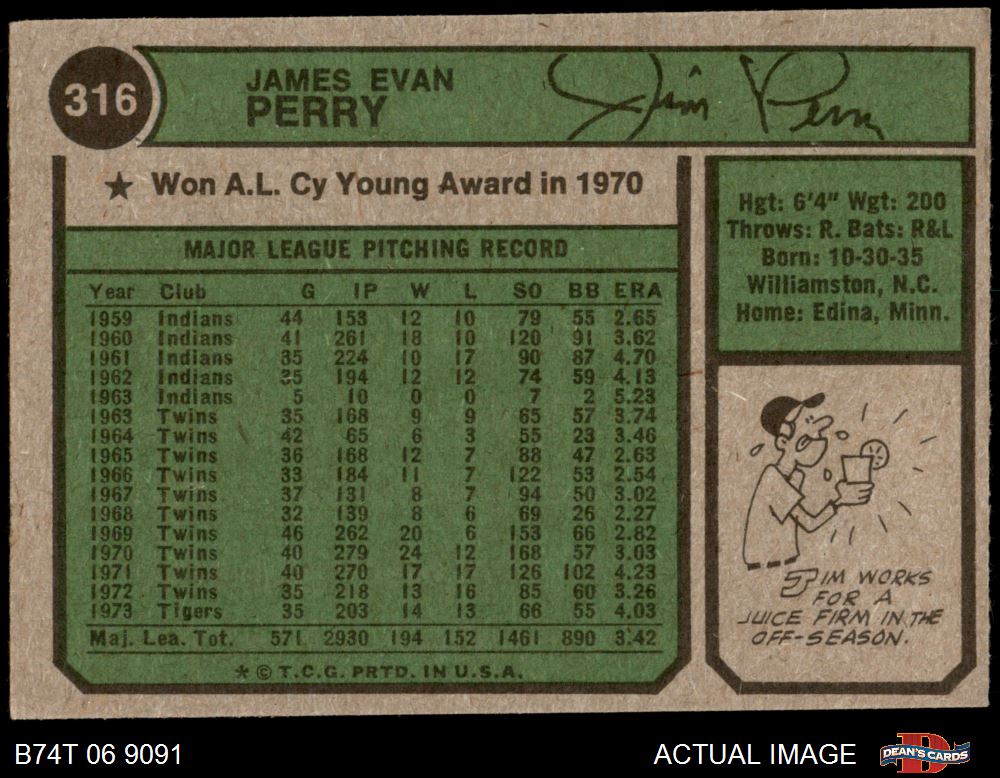 316
JAMES EVAN
PERRY
Jim Perry
★ Won A.L. Cy Young Award in 1970
MAJOR LEAGUE PITCHING RECORD
Year Club G IP W L SO BB ERA
1959 Indians 44 153 12 10 79 55 2.65
1960 Indians 41 261 18 10 120 91 3.62
1961 Indians 35 224 10 17 90 87 4.70
1962 Indians 35 194 12 12 74 59 4.13
1963 Indians 5 10 0 0 7 2 5.23
1963 Twins 35 168 9 9 65 57 3.74
1964 Twins 42 65 6 3 55 23 3.46
1965 Twins 36 168 12 7 88 47 2.63
1966 Twins 33 184 11 7 122 53 2.54
1967 Twins 37 131 8 7 94 50 3.02
1968 Twins 32 139 8 6 69 26 2.27
1969 Twins 46 262 20 6 153 66 2.82
1970 Twins 40 279 24 12 168 57 3.03
1971 Twins 40 270 17 17 126 102 4.23
1972 Twins 35 218 13 16 85 60 3.26
1973 Tigers 35 203 14 13 66 55 4.03
Maj. Lea. Tot. 571 2930 194 152 1461 890 3.42
* © T.C.G. PRTD. IN U.S.A.
Hgt: 6'4" Wgt: 200
Throws: R. Bats: R&L
Born: 10-30-35
Williamston, N.C.
Home: Edina, Minn.
JIM WORKS
FOR A
JUICE FIRM IN THE
OFF-SEASON.
B74T 06 9091
ACTUAL IMAGE
DEAN'S CARDS